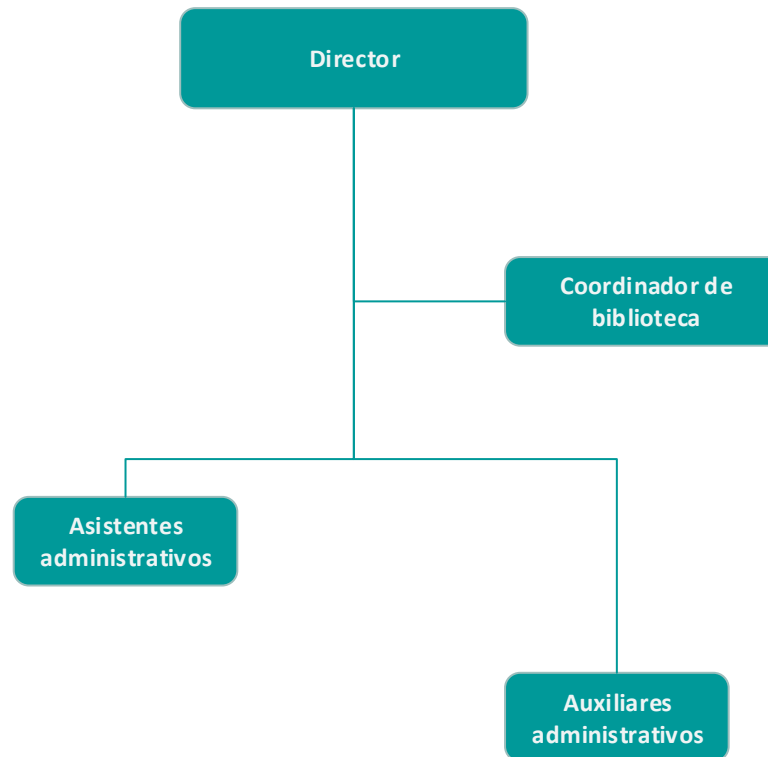 Director
Coordinador de
biblioteca
Asistentes
administrativos
Auxiliares
administrativos